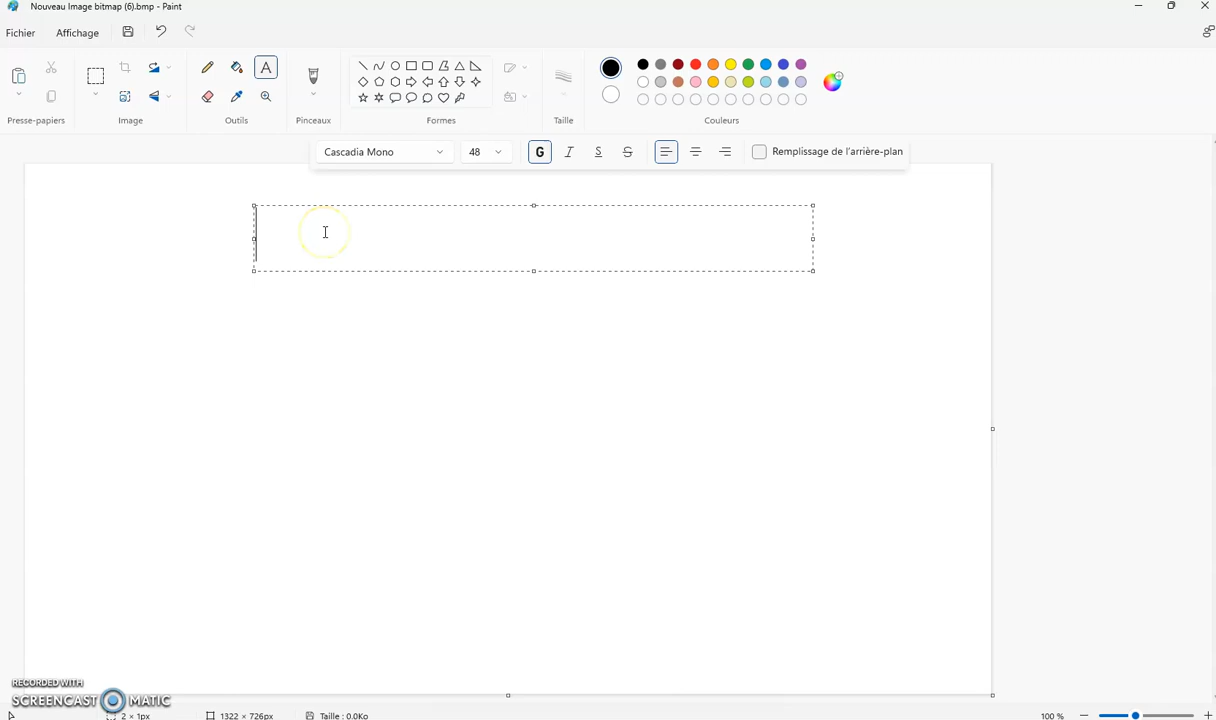 Nouveau Image bitmap (6).bmp - Paint
Fichier Affichage
Presse-papiers Image Outils Pinceaux Formes Taille Couleurs
Cascadia Mono 48 G I S Remplissage de l'arrière-plan
RECORDED WITH
SCREENCAST MATIC
2 × 1px 1322 × 726px Taille : 0.0Ko 100 %